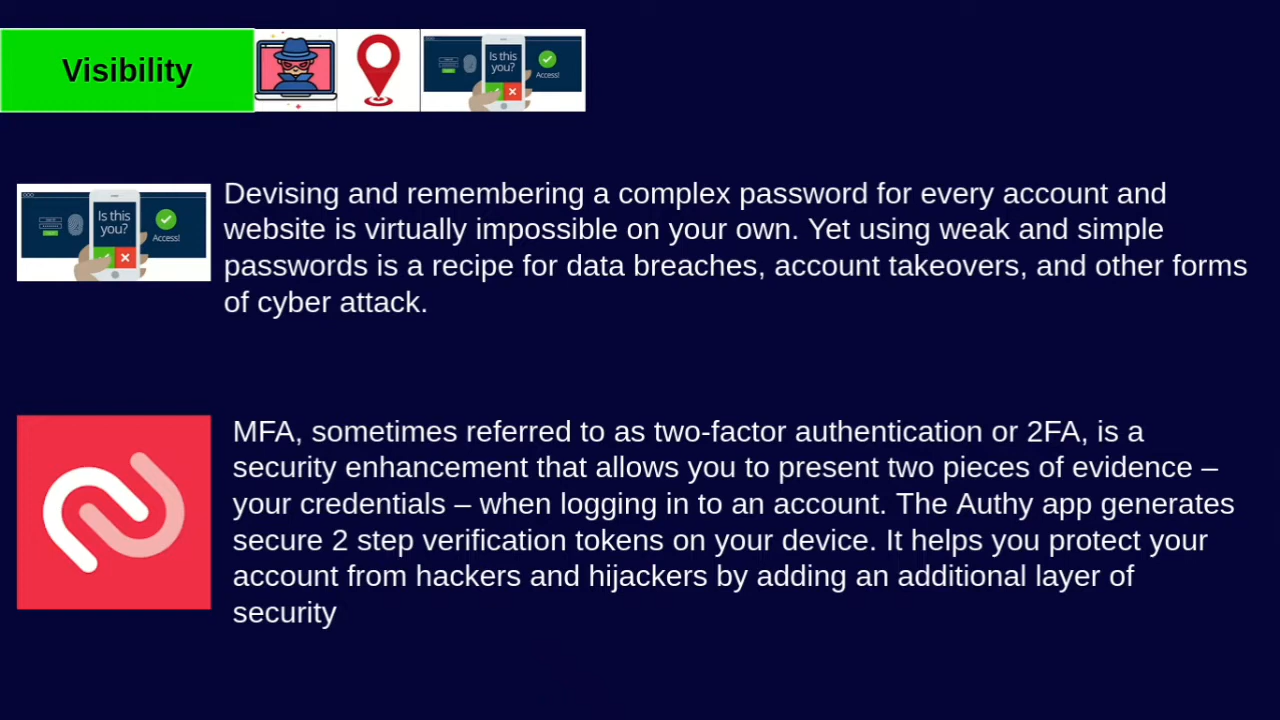 Visibility
Is this
you?
Access!
Is this
you?
Access!
Devising and remembering a complex password for every account and
website is virtually impossible on your own. Yet using weak and simple
passwords is a recipe for data breaches, account takeovers, and other forms
of cyber attack.
MFA, sometimes referred to as two-factor authentication or 2FA, is a
security enhancement that allows you to present two pieces of evidence –
your credentials – when logging in to an account. The Authy app generates
secure 2 step verification tokens on your device. It helps you protect your
account from hackers and hijackers by adding an additional layer of
security